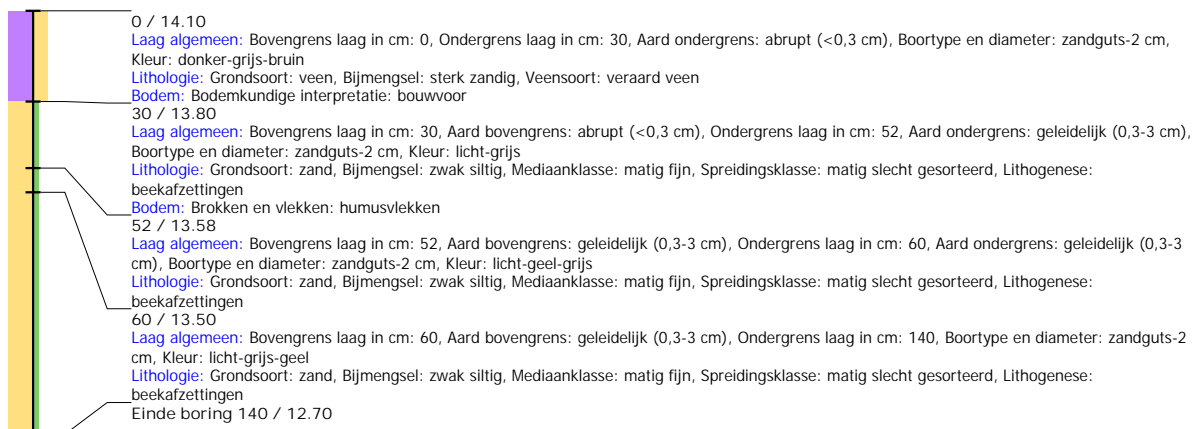 0 / 14.10
Laag algemeen: Bovengrens laag in cm: 0, Ondergrens laag in cm: 30, Aard ondergrens: abrupt (<0,3 cm), Boortype en diameter: zandguts-2 cm,
Kleur: donker-grijs-bruin
Lithologie: Grondsoort: veen, Bijmengsel: sterk zandig, Veensoort: veraard veen
Bodem: Bodemkundige interpretatie: bouwvoor
30 / 13.80
Laag algemeen: Bovengrens laag in cm: 30, Aard bovengrens: abrupt (<0,3 cm), Ondergrens laag in cm: 52, Aard ondergrens: geleidelijk (0,3-3 cm),
Boortype en diameter: zandguts-2 cm, Kleur: licht-grijs
Lithologie: Grondsoort: zand, Bijmengsel: zwak siltig, Mediaanklasse: matig fijn, Spreidingsklasse: matig slecht gesorteerd, Lithogenese:
beekafzettingen
Bodem: Brokken en vlekken: humusvlekken
52 / 13.58
Laag algemeen: Bovengrens laag in cm: 52, Aard bovengrens: geleidelijk (0,3-3 cm), Ondergrens laag in cm: 60, Aard ondergrens: geleidelijk (0,3-3
cm), Boortype en diameter: zandguts-2 cm, Kleur: licht-geel-grijs
Lithologie: Grondsoort: zand, Bijmengsel: zwak siltig, Mediaanklasse: matig fijn, Spreidingsklasse: matig slecht gesorteerd, Lithogenese:
beekafzettingen
60 / 13.50
Laag algemeen: Bovengrens laag in cm: 60, Aard bovengrens: geleidelijk (0,3-3 cm), Ondergrens laag in cm: 140, Boortype en diameter: zandguts-2
cm, Kleur: licht-grijs-geel
Lithologie: Grondsoort: zand, Bijmengsel: zwak siltig, Mediaanklasse: matig fijn, Spreidingsklasse: matig slecht gesorteerd, Lithogenese:
beekafzettingen
Einde boring 140 / 12.70